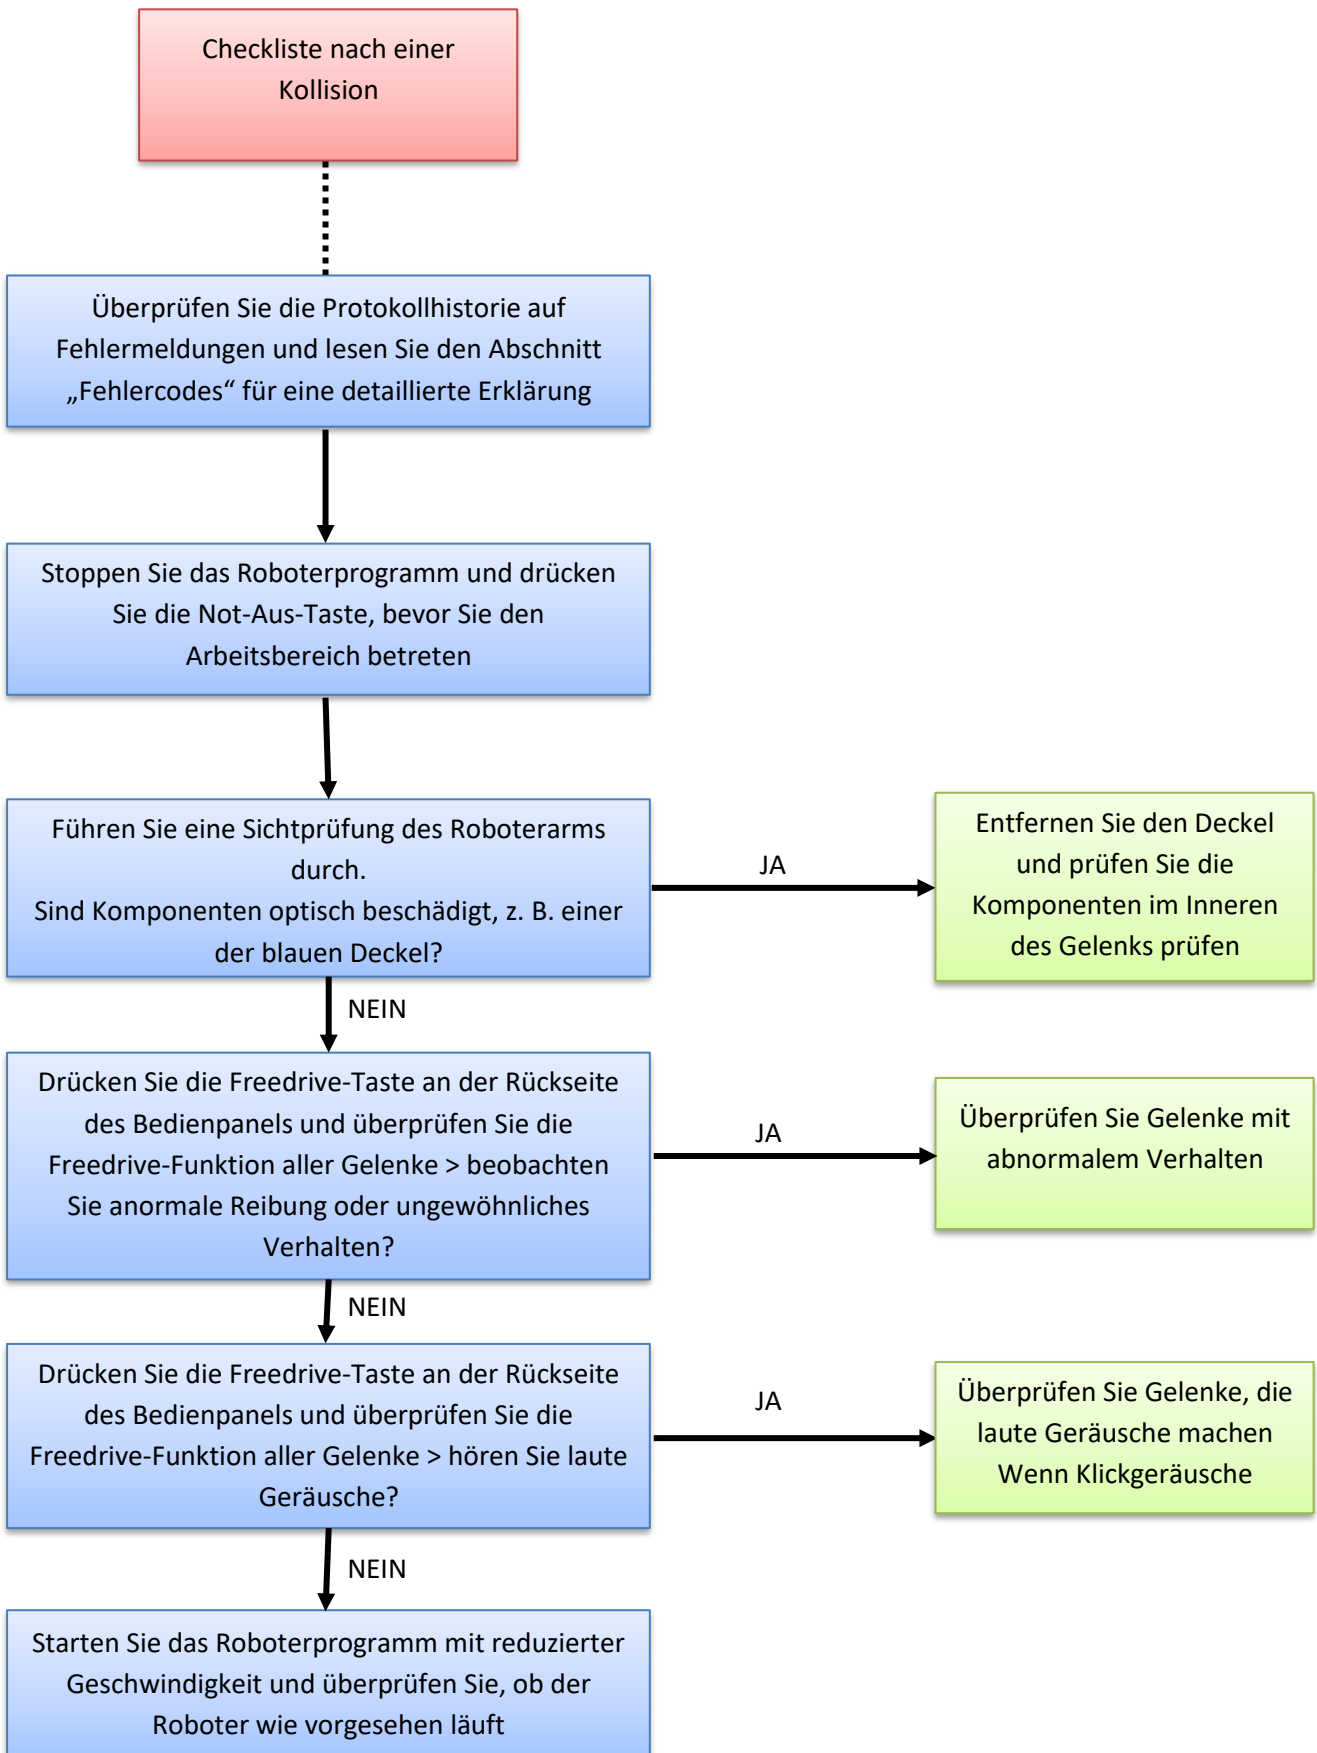 Checkliste nach einer
Kollision
Überprüfen Sie die Protokollhistorie auf
Fehlermeldungen und lesen Sie den Abschnitt
„Fehlercodes“ für eine detaillierte Erklärung
Stoppen Sie das Roboterprogramm und drücken
Sie die Not-Aus-Taste, bevor Sie den
Arbeitsbereich betreten
Führen Sie eine Sichtprüfung des Roboterarms
durch.
Sind Komponenten optisch beschädigt, z. B. einer
der blauen Deckel?
JA
Entfernen Sie den Deckel
und prüfen Sie die
Komponenten im Inneren
des Gelenks prüfen
NEIN
Drücken Sie die Freedrive-Taste an der Rückseite
des Bedienpanels und überprüfen Sie die
Freedrive-Funktion aller Gelenke > beobachten
Sie anormale Reibung oder ungewöhnliches
Verhalten?
JA
Überprüfen Sie Gelenke mit
abnormalem Verhalten
NEIN
Drücken Sie die Freedrive-Taste an der Rückseite
des Bedienpanels und überprüfen Sie die
Freedrive-Funktion aller Gelenke > hören Sie laute
Geräusche?
JA
Überprüfen Sie Gelenke, die
laute Geräusche machen
Wenn Klickgeräusche
NEIN
Starten Sie das Roboterprogramm mit reduzierter
Geschwindigkeit und überprüfen Sie, ob der
Roboter wie vorgesehen läuft